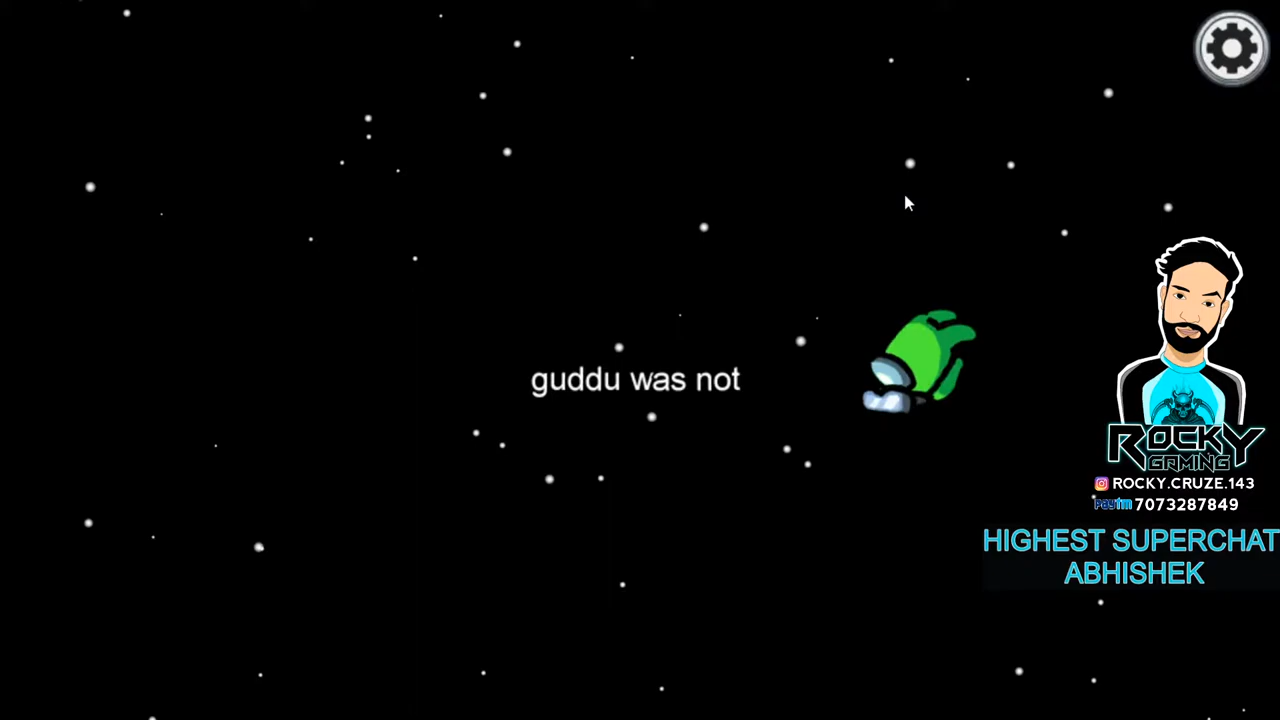 guddu was not
ROCKY
GAMING
ROCKY.CRUZE.143
paytm 7073287849
HIGHEST SUPERCHAT
ABHISHEK